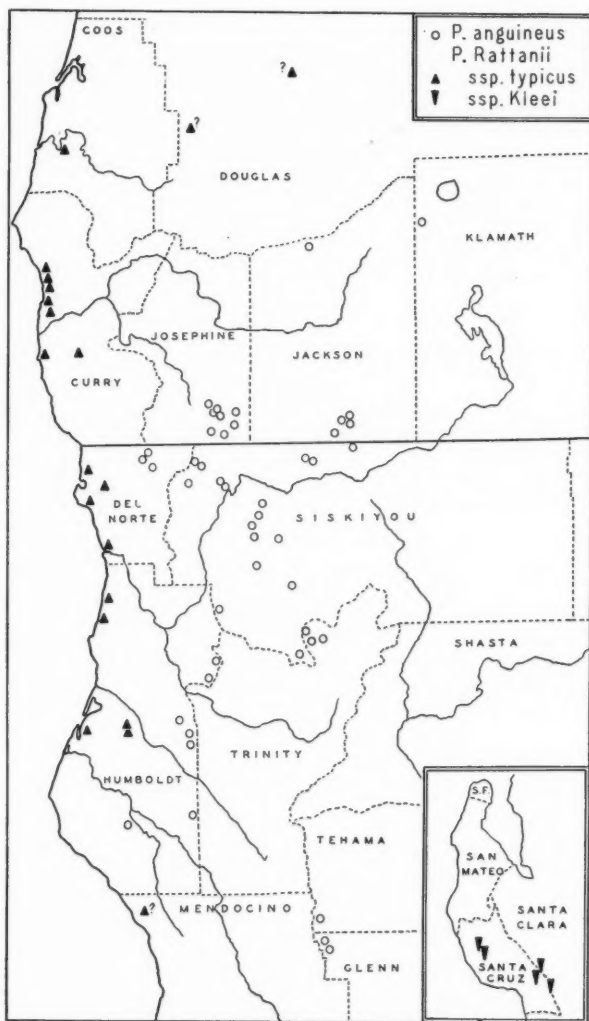 COOS
○ P. anguineus
P. Rattanii
▲ ssp. typicus
▼ ssp. Kleei
?
?
DOUGLAS
KLAMATH
JOSEPHINE
JACKSON
CURRY
DEL
NORTE
SISKIYOU
SHASTA
TRINITY
HUMBOLDT
TEHAMA
MENDOCINO
?
GLENN
S.F.
SAN
MATEO
SANTA
CLARA
SANTA
CRUZ